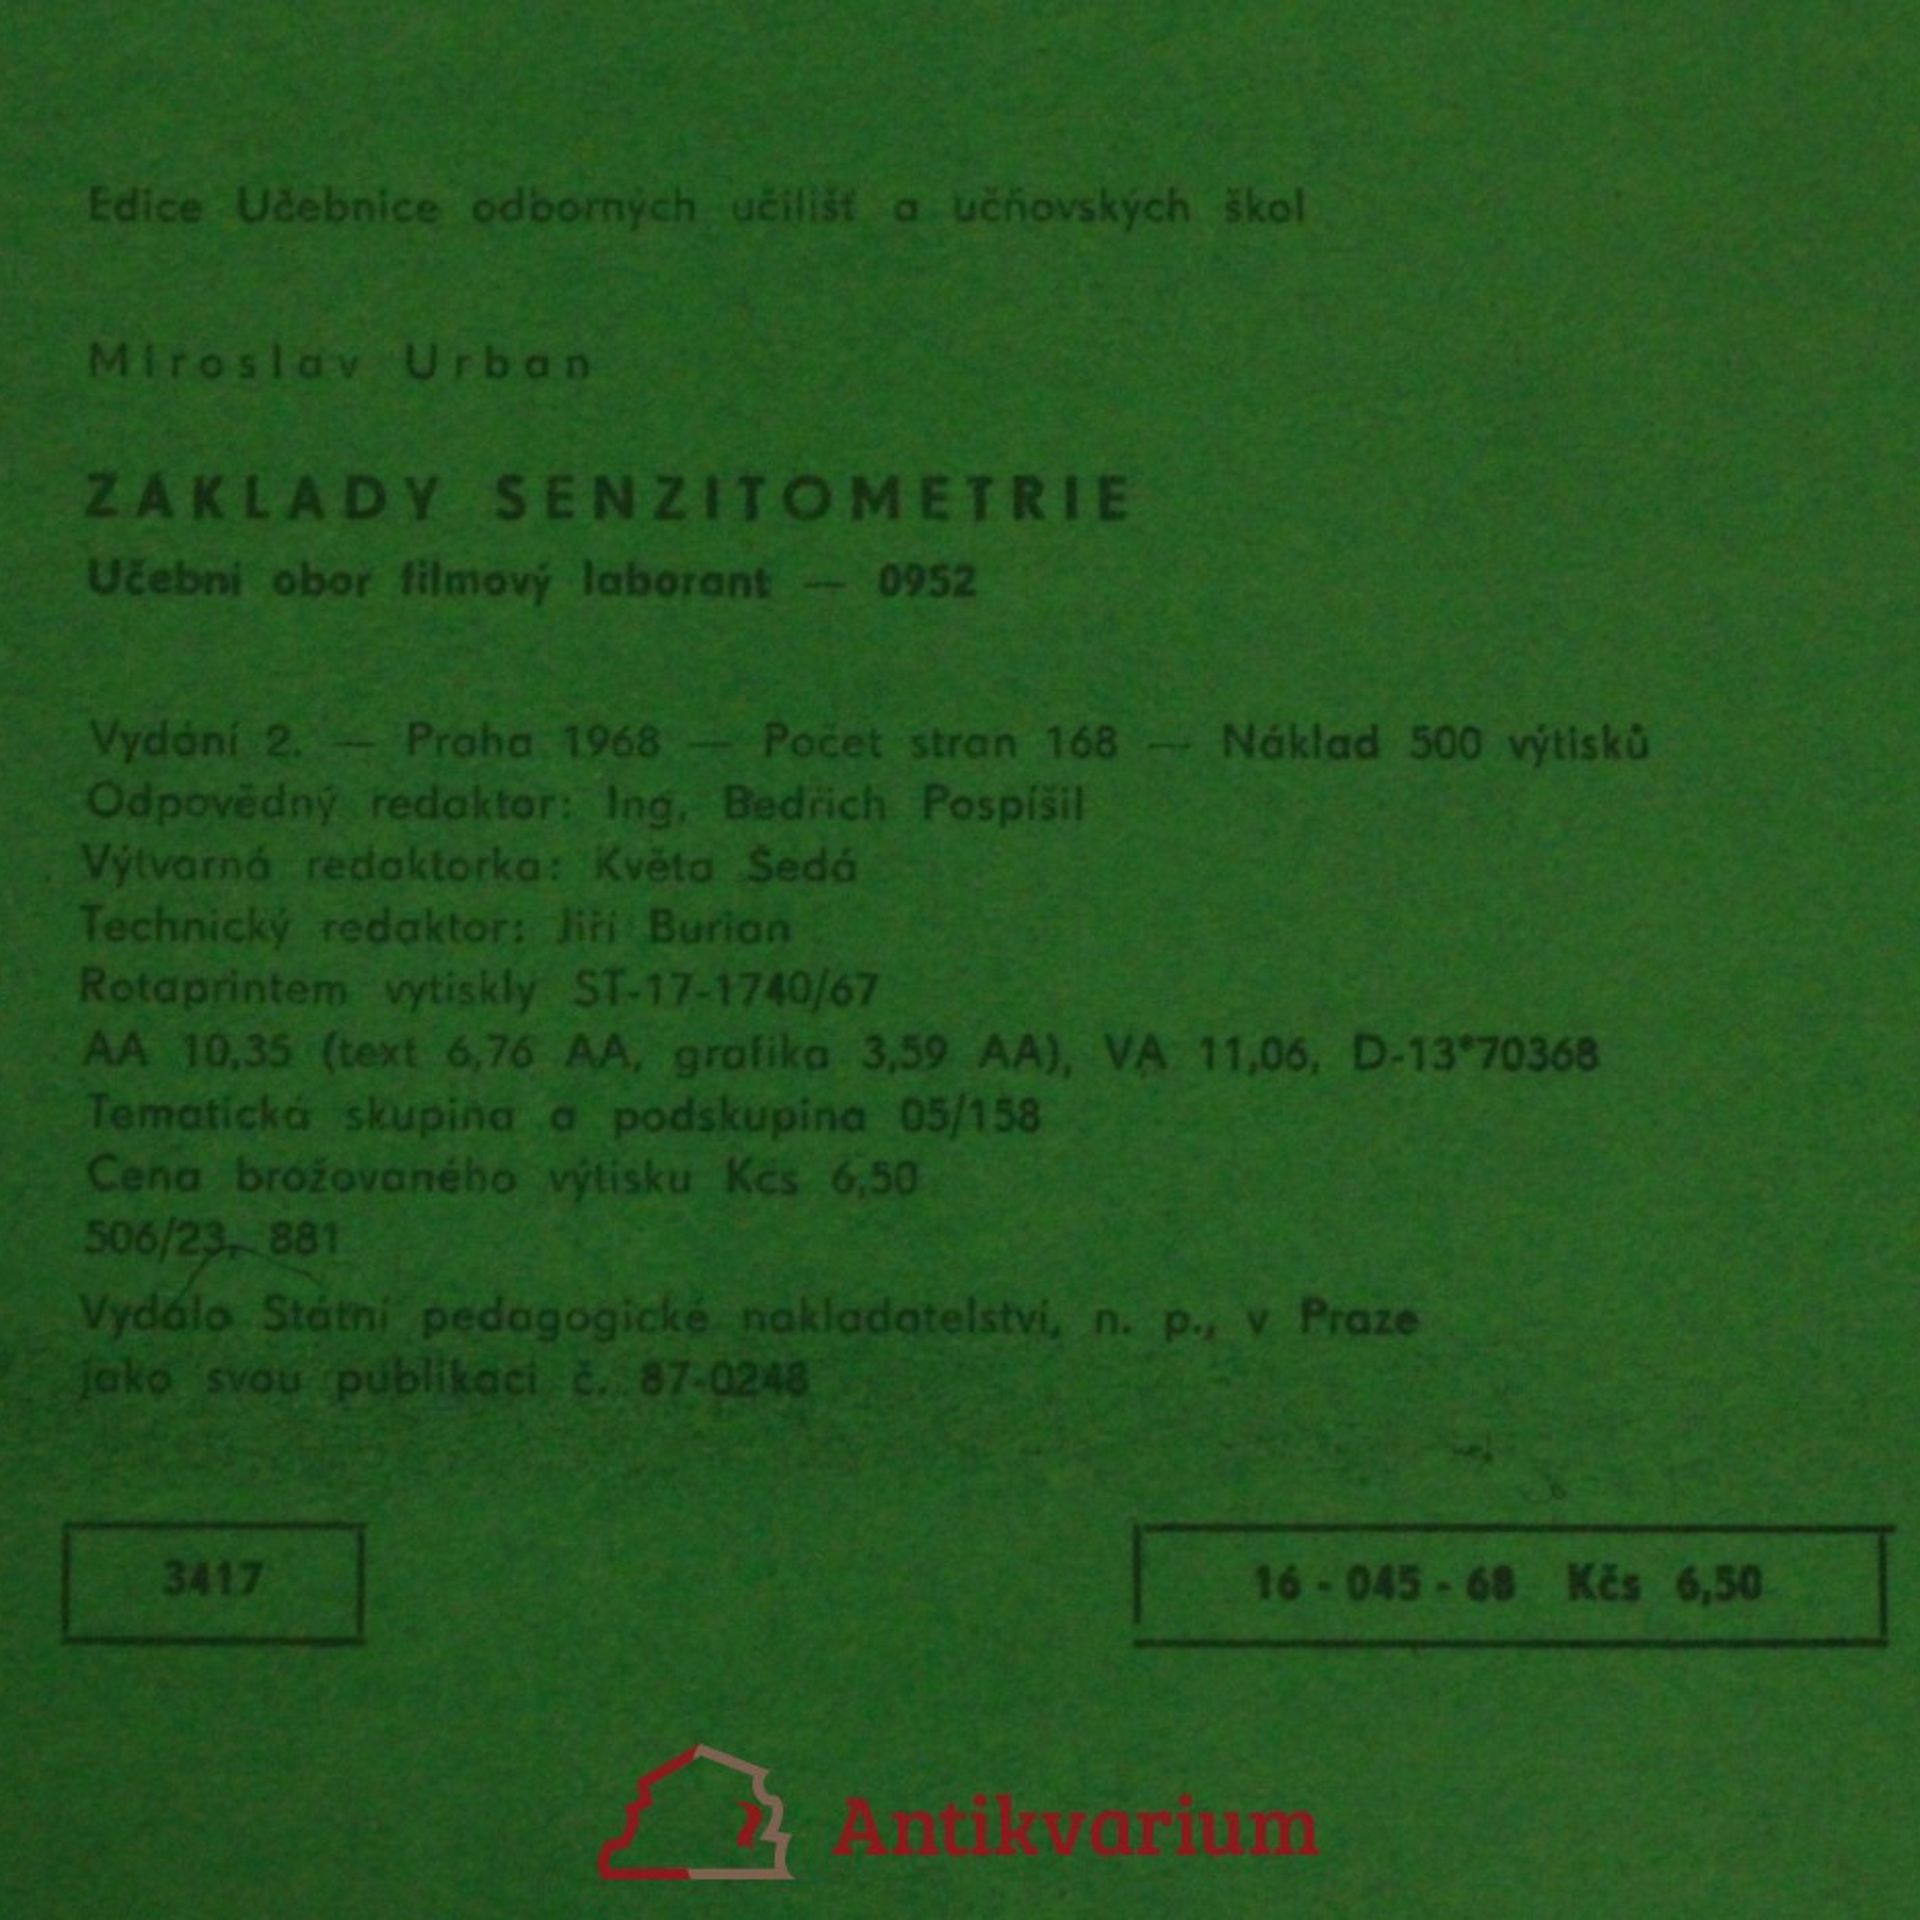 Edice Učebnice odborných učilišť a učňovských škol
Miroslav Urban
ZÁKLADY SENZITOMETRIE
Učební obor filmový laborant — 0952
Vydání 2. — Praha 1968 — Počet stran 168 — Náklad 500 výtisků
Odpovědný redaktor: Ing. Bedřich Pospíšil
Výtvarná redaktorka: Květa Šedá
Technický redaktor: Jiří Burian
Rotaprintem vytiskly ST-17-1740/67
AA 10,35 (text 6,76 AA, grafika 3,59 AA), VA 11,06, D-13*70368
Tematická skupina a podskupina 05/158
Cena brožovaného výtisku Kčs 6,50
506/23, 881
Vydalo Státní pedagogické nakladatelství, n. p., v Praze
jako svou publikaci č. 87-0248
3417
16 - 045 - 68 Kčs 6,50
Antikvarium